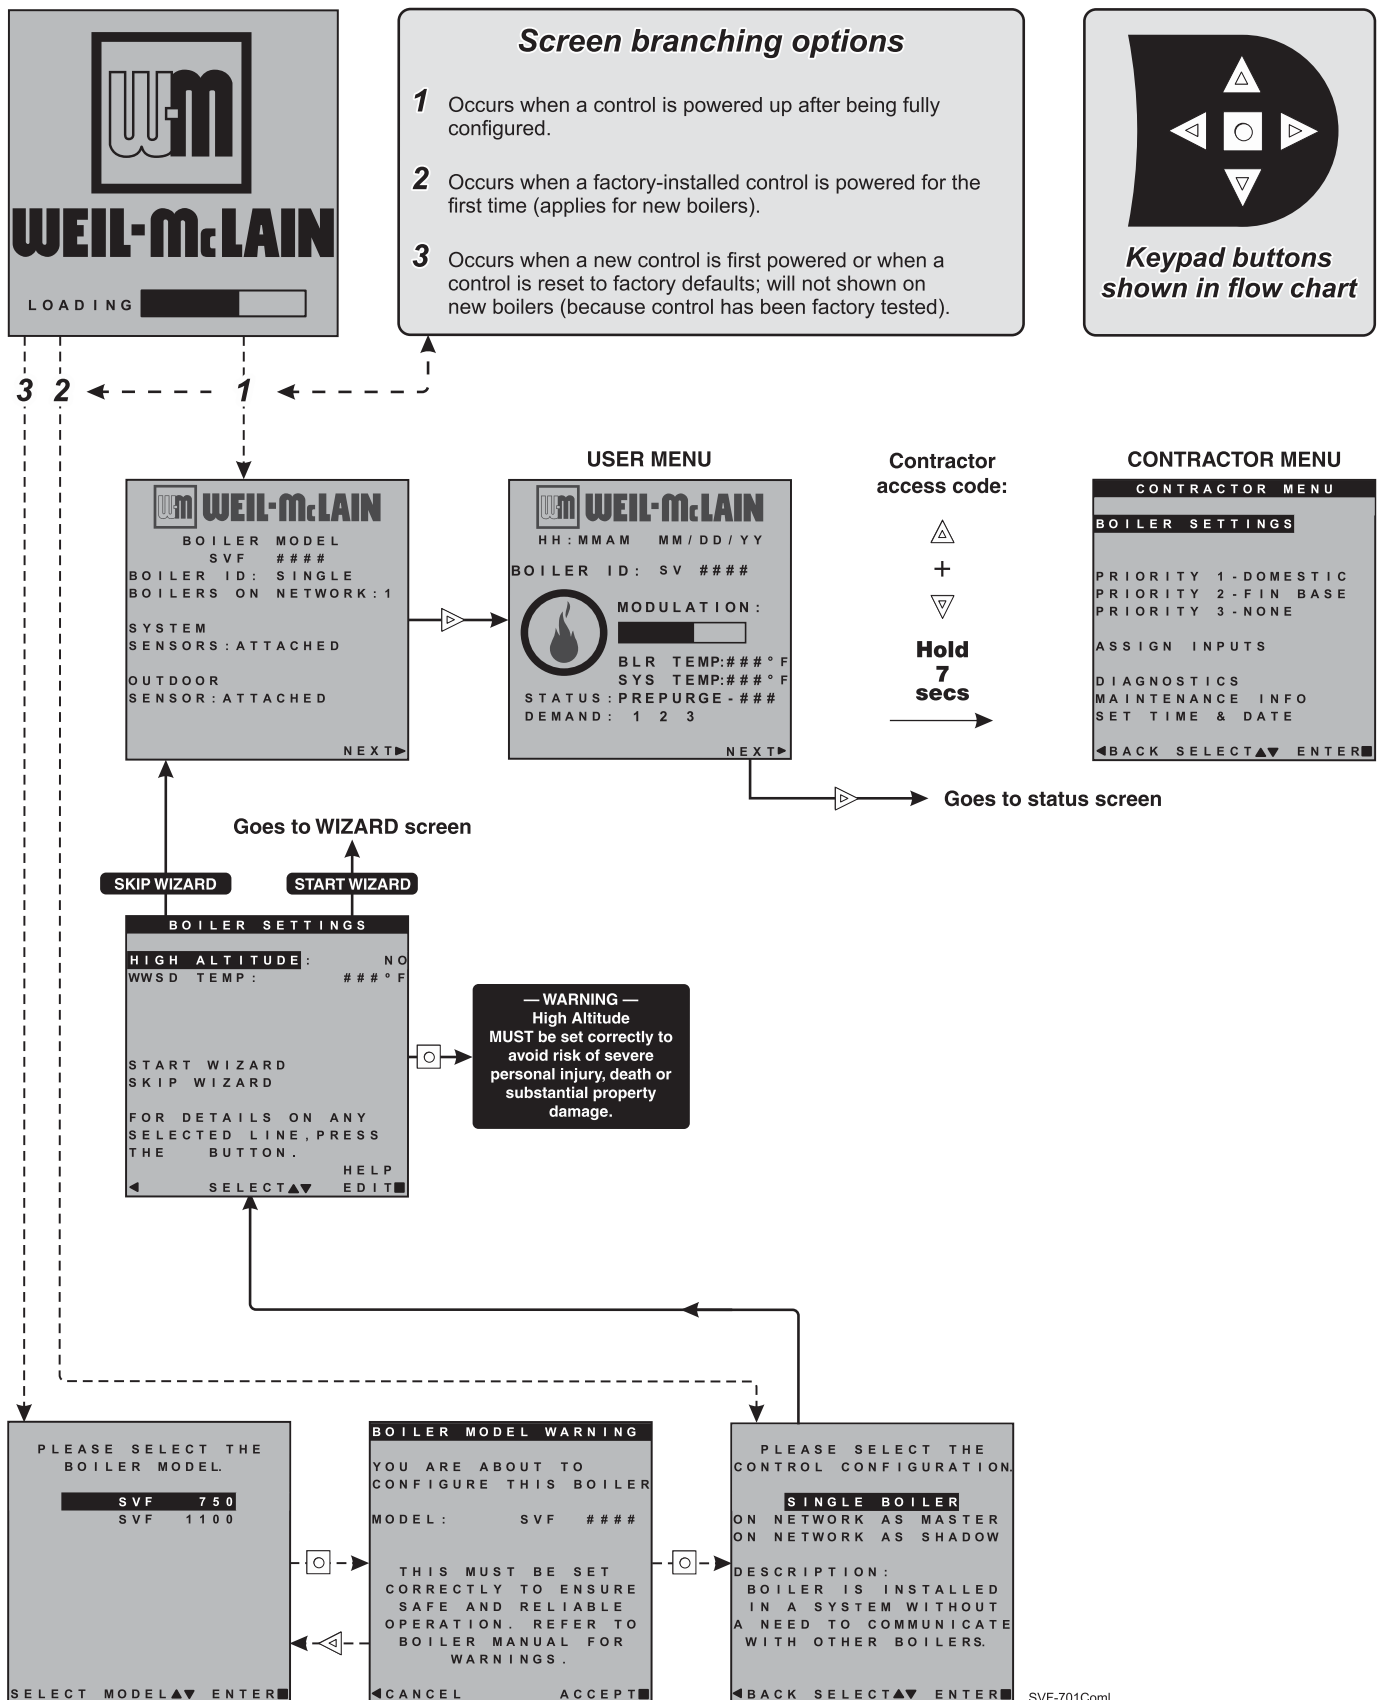 WM
WEIL-McLAIN
LOADING
Screen branching options
1 Occurs when a control is powered up after being fully
configured.
2 Occurs when a factory-installed control is powered for the
first time (applies for new boilers).
3 Occurs when a new control is first powered or when a
control is reset to factory defaults; will not shown on
new boilers (because control has been factory tested).
Keypad buttons
shown in flow chart
3 2 1
WM WEIL-McLAIN
BOILER MODEL
SVF ####
BOILER ID: SINGLE
BOILERS ON NETWORK:1
SYSTEM
SENSORS:ATTACHED
OUTDOOR
SENSOR:ATTACHED
NEXT▶
USER MENU
WM WEIL-McLAIN
HH:MMAM MM/DD/YY
BOILER ID: SV ####
MODULATION:
BLR TEMP:###°F
SYS TEMP:###°F
STATUS:PREPURGE-###
DEMAND: 1 2 3
NEXT▶
Contractor
access code:
+
Hold
7
secs
CONTRACTOR MENU
CONTRACTOR MENU
BOILER SETTINGS
PRIORITY 1-DOMESTIC
PRIORITY 2-FIN BASE
PRIORITY 3-NONE
ASSIGN INPUTS
DIAGNOSTICS
MAINTENANCE INFO
SET TIME & DATE
◀BACK SELECT▲▼ ENTER■
Goes to status screen
Goes to WIZARD screen
SKIP WIZARD
START WIZARD
BOILER SETTINGS
HIGH ALTITUDE: NO
WWSD TEMP: ###°F
START WIZARD
SKIP WIZARD
FOR DETAILS ON ANY
SELECTED LINE,PRESS
THE BUTTON.
HELP
◀ SELECT▲▼ EDIT■
— WARNING —
High Altitude
MUST be set correctly to
avoid risk of severe
personal injury, death or
substantial property
damage.
PLEASE SELECT THE
BOILER MODEL.
SVF 750
SVF 1100
SELECT MODEL▲▼ ENTER■
BOILER MODEL WARNING
YOU ARE ABOUT TO
CONFIGURE THIS BOILER
MODEL: SVF ####
THIS MUST BE SET
CORRECTLY TO ENSURE
SAFE AND RELIABLE
OPERATION. REFER TO
BOILER MANUAL FOR
WARNINGS.
◀CANCEL ACCEPT■
PLEASE SELECT THE
CONTROL CONFIGURATION.
SINGLE BOILER
ON NETWORK AS MASTER
ON NETWORK AS SHADOW
DESCRIPTION:
BOILER IS INSTALLED
IN A SYSTEM WITHOUT
A NEED TO COMMUNICATE
WITH OTHER BOILERS.
◀BACK SELECT▲▼ ENTER■
SVF-701Coml